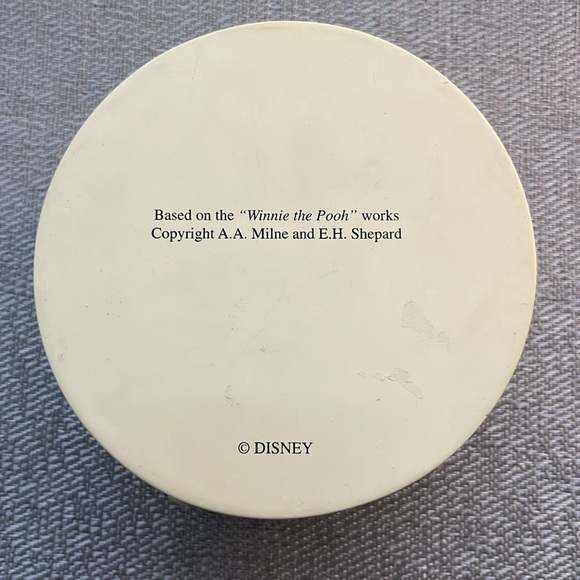 Based on the “Winnie the Pooh” works
Copyright A.A. Milne and E.H. Shepard
© DISNEY